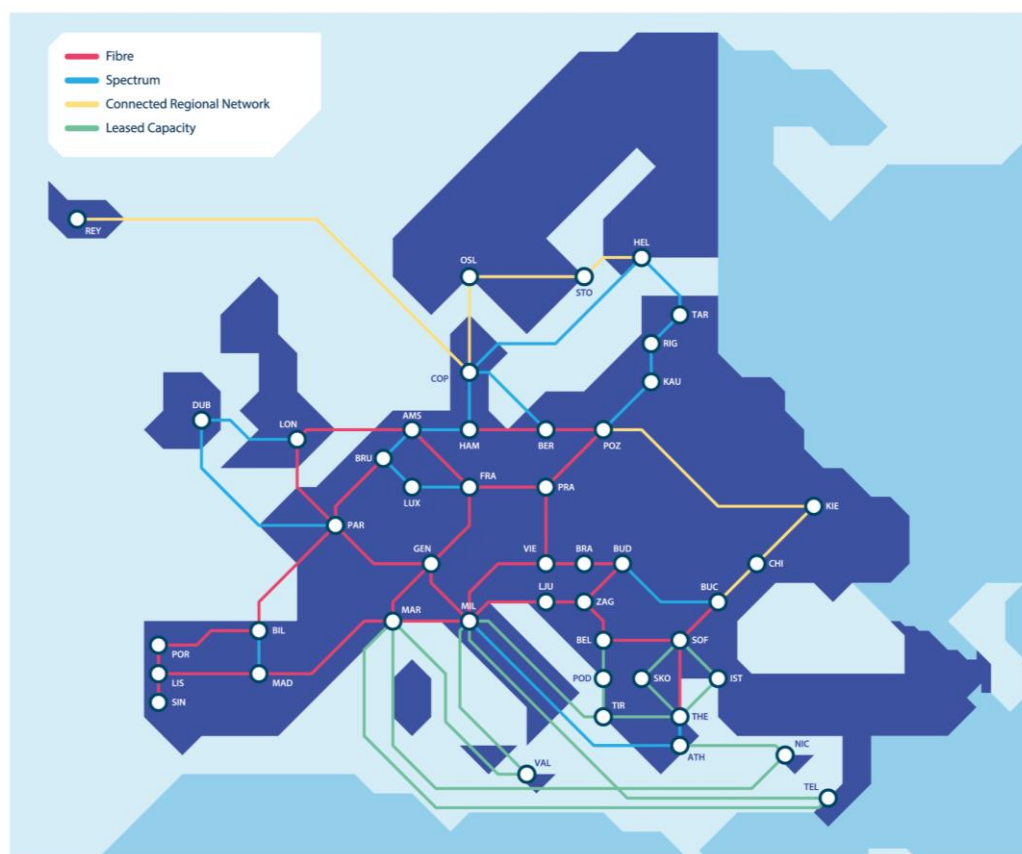 Fibre
Spectrum
Connected Regional Network
Leased Capacity
REY
HEL
OSL
STO
TAR
RIG
COP
KAU
DUB
LON
AMS
HAM
BER
POZ
BRU
FRA
PRA
LUX
KIE
PAR
GEN
VIE
BRA
BUD
CHI
LJU
ZAG
BUC
MAR
MIL
BIL
BEL
SOF
POR
LIS
MAD
POD
SKO
IST
SIN
TIR
THE
ATH
NIC
VAL
TEL